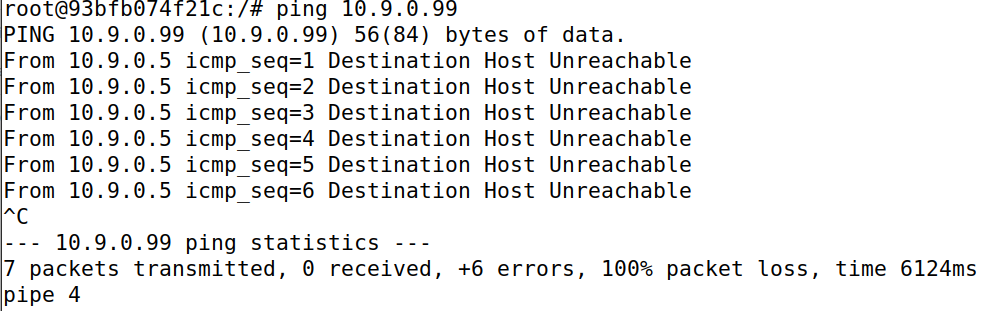 root@93bfb074f21c:/# ping 10.9.0.99
PING 10.9.0.99 (10.9.0.99) 56(84) bytes of data.
From 10.9.0.5 icmp_seq=1 Destination Host Unreachable
From 10.9.0.5 icmp_seq=2 Destination Host Unreachable
From 10.9.0.5 icmp_seq=3 Destination Host Unreachable
From 10.9.0.5 icmp_seq=4 Destination Host Unreachable
From 10.9.0.5 icmp_seq=5 Destination Host Unreachable
From 10.9.0.5 icmp_seq=6 Destination Host Unreachable
^C
--- 10.9.0.99 ping statistics ---
7 packets transmitted, 0 received, +6 errors, 100% packet loss, time 6124ms
pipe 4